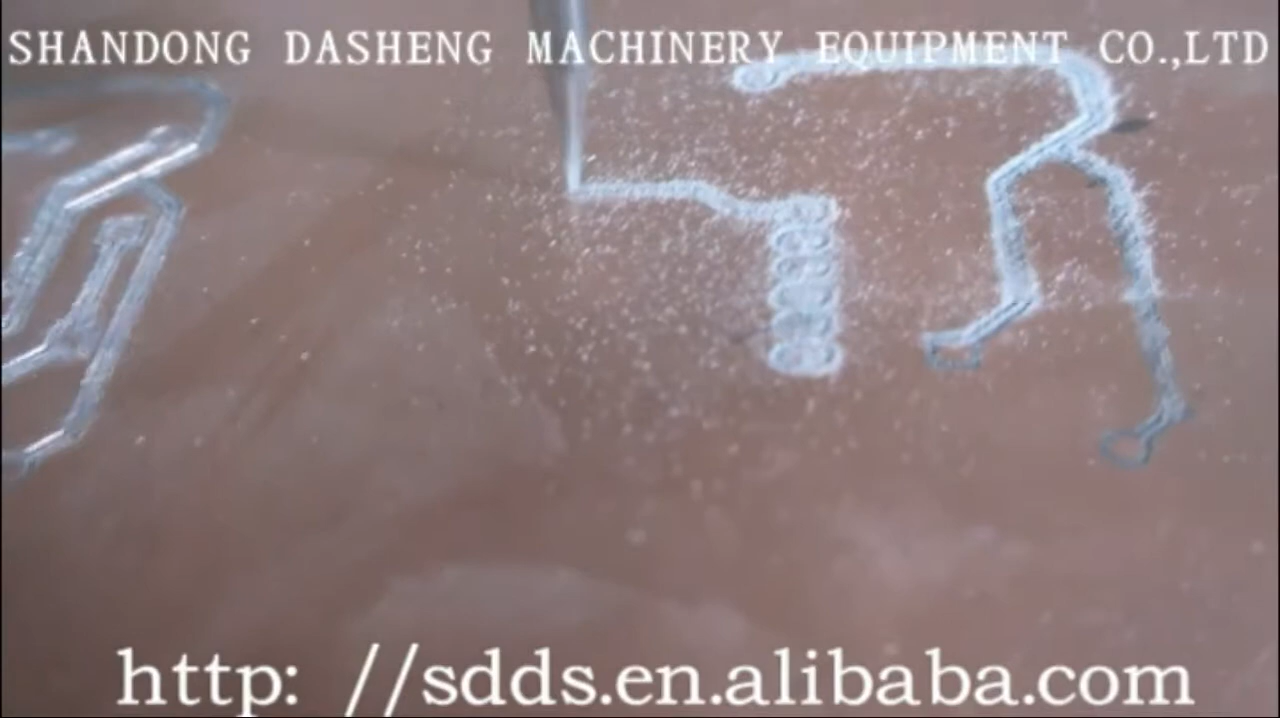 SHANDONG DASHENG MACHINERY EQUIPMENT CO.,LTD
http: //sdds.en.alibaba.com